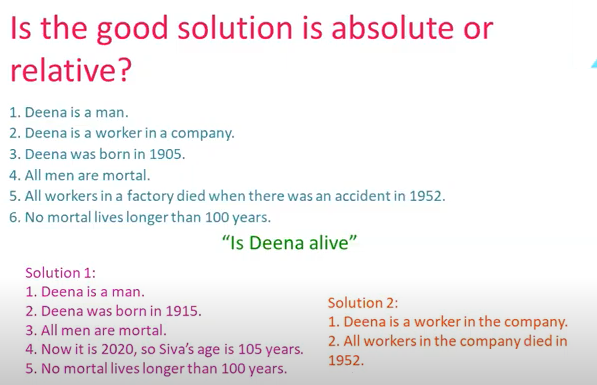 Is the good solution is absolute or
relative?
1. Deena is a man.
2. Deena is a worker in a company.
3. Deena was born in 1905.
4. All men are mortal.
5. All workers in a factory died when there was an accident in 1952.
6. No mortal lives longer than 100 years.
“Is Deena alive”
Solution 1:
1. Deena is a man.
2. Deena was born in 1915.
3. All men are mortal.
4. Now it is 2020, so Siva’s age is 105 years.
5. No mortal lives longer than 100 years.
Solution 2:
1. Deena is a worker in the company.
2. All workers in the company died in
1952.